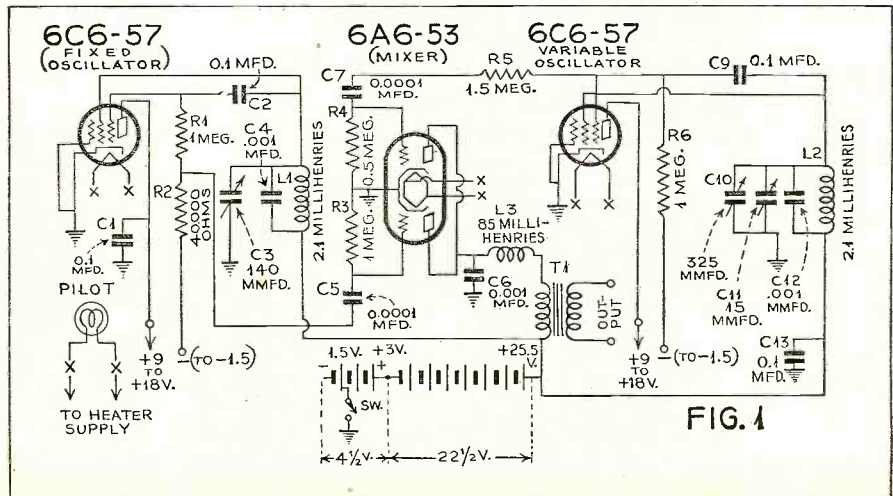 6C6-57
(FIXED
OSCILLATOR)
6A6-53
(MIXER)
6C6-57
VARIABLE
OSCILLATOR
0.1 MFD.
C2
C7
0.0001
MFD.
R5
1.5 MEG.
C9
0.1 MFD.
R1
1 MEG.
C4
.001
MFD.
L1
R4
0.5 MEG.
R6
1 MEG.
L2
2.1 MILLIHENRIES
R2
40,000
OHMS
C3
140
MMFD.
2.1 MILLIHENRIES
R3
1 MEG.
X
X
X
X
X
X
L3
85 MILLI-
HENRIES
C10
325
MMFD.
C11
15
MMFD.
C12
.001
MMFD.
C1
0.1
MFD.
PILOT
C5
0.0001
MFD.
C6
0.001
MFD.
T1
OUT-
PUT
C13
0.1
MFD.
X
X
TO HEATER
SUPPLY
+9
TO
+18V.
-(TO-1.5)
1.5V.
+3V.
+25.5
V.
- +
SW.
+9
TO
+18V.
-(TO-1.5)
4½V.
22½V.
FIG. 1